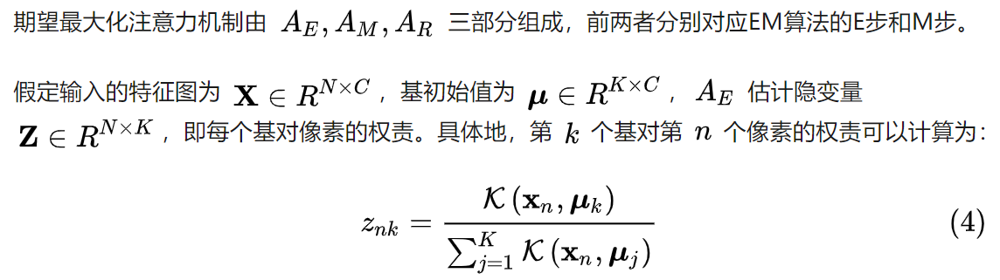 期望最大化注意力机制由 $A_E, A_M, A_R$ 三部分组成，前两者分别对应EM算法的E步和M步。
假定输入的特征图为 $\mathbf{X} \in R^{N \times C}$ ，基初始值为 $\boldsymbol{\mu} \in R^{K \times C}$ ， $A_E$ 估计隐变量
$\mathbf{Z} \in R^{N \times K}$ ，即每个基对像素的权责。具体地，第 $k$ 个基对第 $n$ 个像素的权责可以计算为：
$z_{nk} = \frac{\mathcal{K}(\mathbf{x}_n, \boldsymbol{\mu}_k)}{\sum_{j=1}^{K} \mathcal{K}(\mathbf{x}_n, \boldsymbol{\mu}_j)}$ (4)